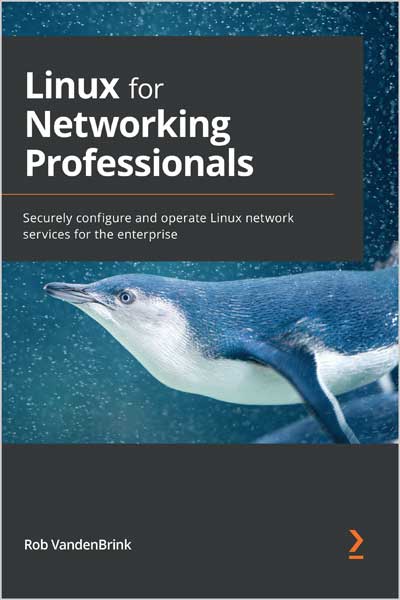 Linux for
Networking
Professionals
Securely configure and operate Linux network
services for the enterprise
Rob VandenBrink